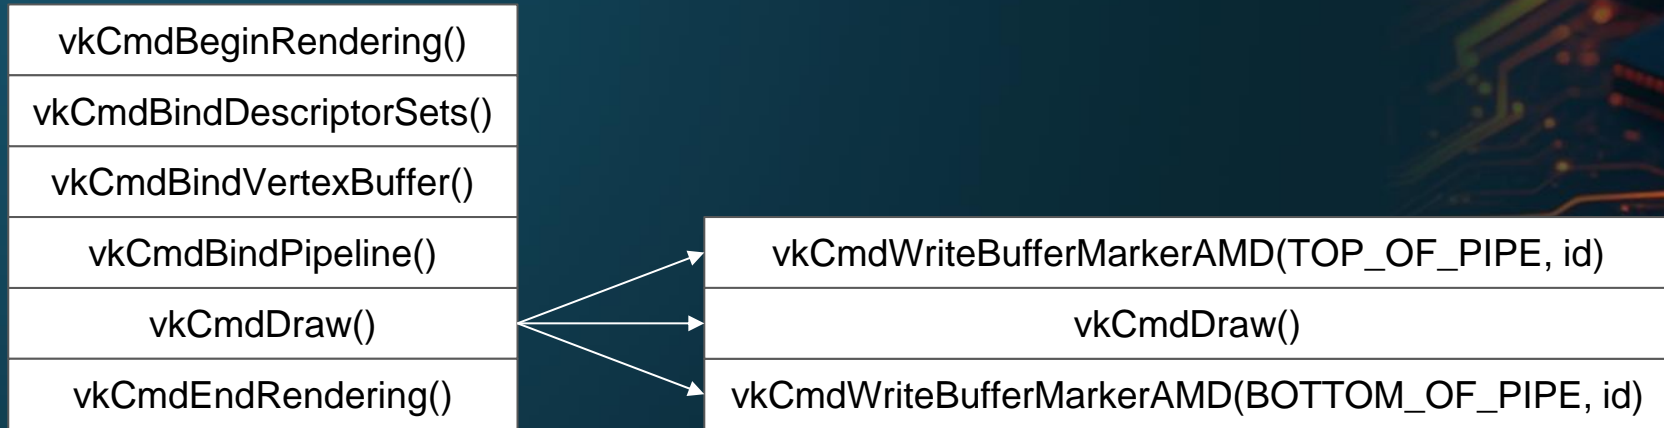 vkCmdBeginRendering()
vkCmdBindDescriptorSets()
vkCmdBindVertexBuffer()
vkCmdBindPipeline()
vkCmdDraw()
vkCmdEndRendering()
vkCmdWriteBufferMarkerAMD(TOP_OF_PIPE, id)
vkCmdDraw()
vkCmdWriteBufferMarkerAMD(BOTTOM_OF_PIPE, id)